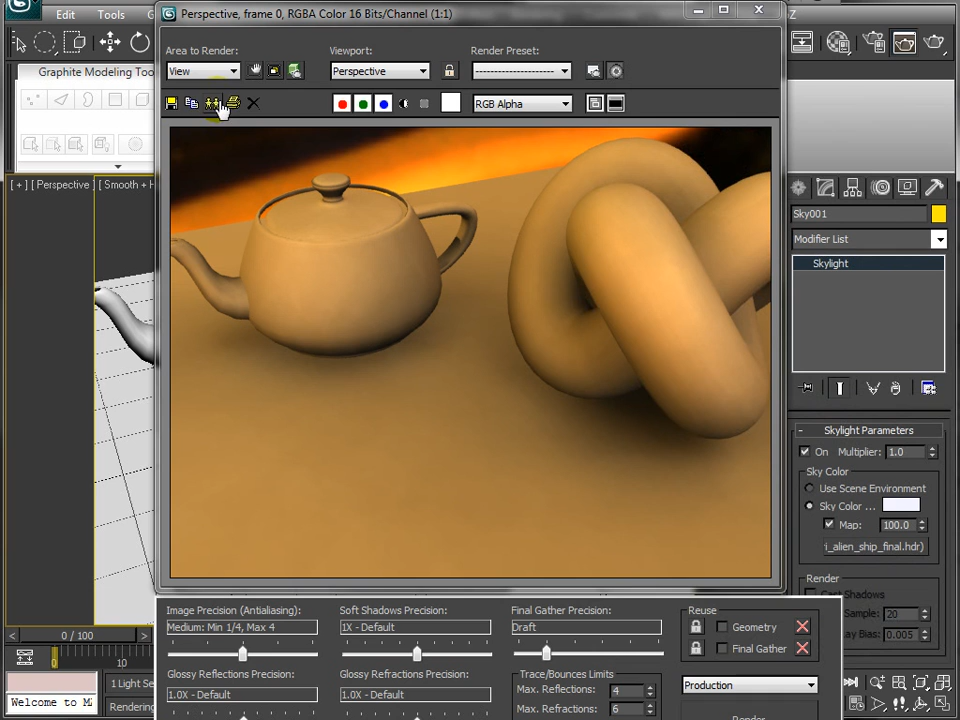 Perspective, frame 0, RGBA Color 16 Bits/Channel (1:1)
Edit Tools
Area to Render:
Viewport:
Render Preset:
View
Perspective
RGB Alpha
Graphite Modeling Too
[ + ] [ Perspective ]
[ Smooth + H
Sky001
Modifier List
Skylight
Skylight Parameters
On Multiplier: 1.0
Sky Color
Use Scene Environment
Sky Color ...
Map: 100.0
i_alien_ship_final.hdr)
Render
Cast Shadows
Sample: 20
ay Bias: 0.005
Image Precision (Antialiasing):
Medium: Min 1/4, Max 4
Soft Shadows Precision:
1X - Default
Final Gather Precision:
Draft
Reuse
Geometry
Final Gather
Glossy Reflections Precision:
1.0X - Default
Glossy Refractions Precision:
1.0X - Default
Trace/Bounces Limits
Max. Reflections: 4
Max. Refractions: 6
Production
Render
0 / 100
0 10
1 Light Se
Welcome to M
Rendering